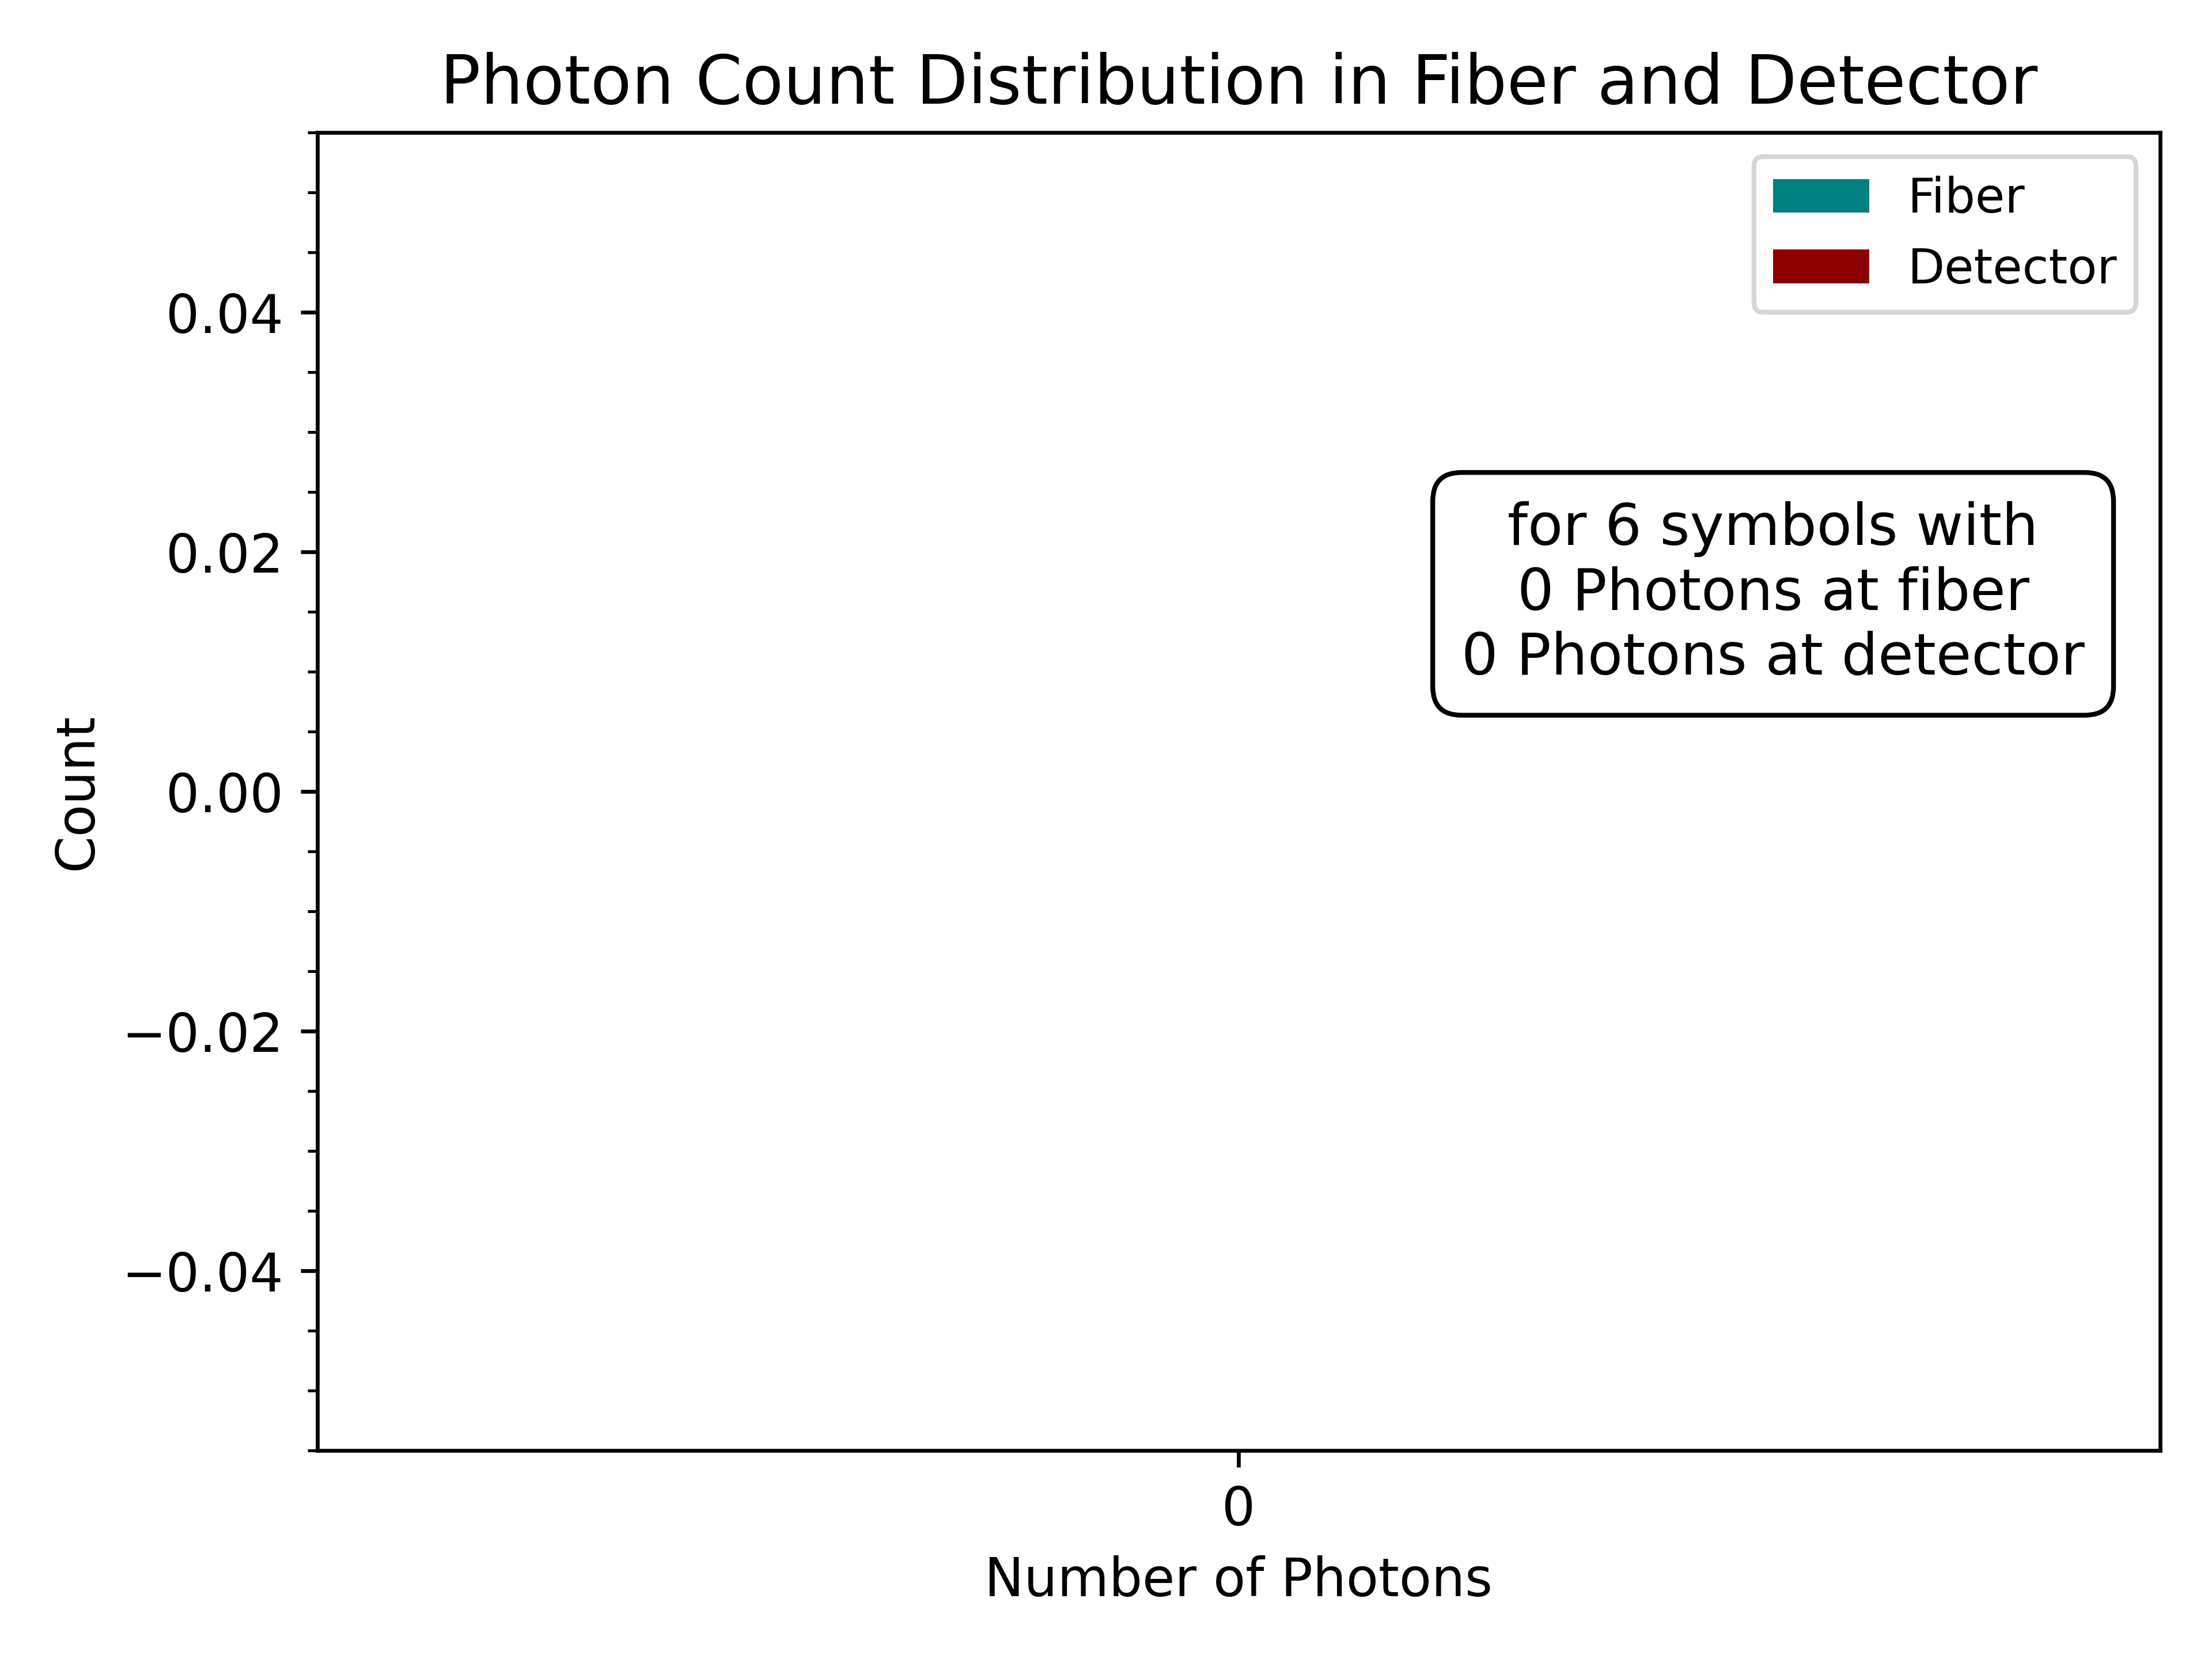 Photon Count Distribution in Fiber and Detector
Fiber
Detector
for 6 symbols with
0 Photons at fiber
0 Photons at detector
0.04
0.02
0.00
−0.02
−0.04
Count
0
Number of Photons